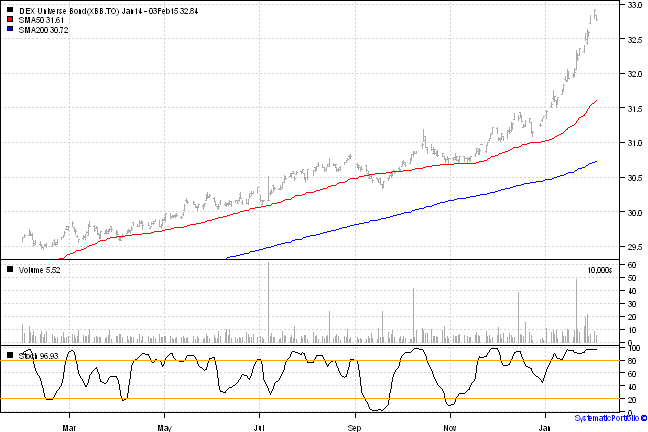 DEX Universe Bond(XBB.TO) Jan14 - 03Feb15 32.84
SMA50 31.61
SMA200 30.72
33.0
32.5
32.0
31.5
31.0
30.5
30.0
29.5
Volume 5.52
10,000s
60
50
40
30
20
10
0
Stoch 96.93
100
80
60
40
20
0
Mar May Jul Sep Nov Jan
SystematicPortfolio ©